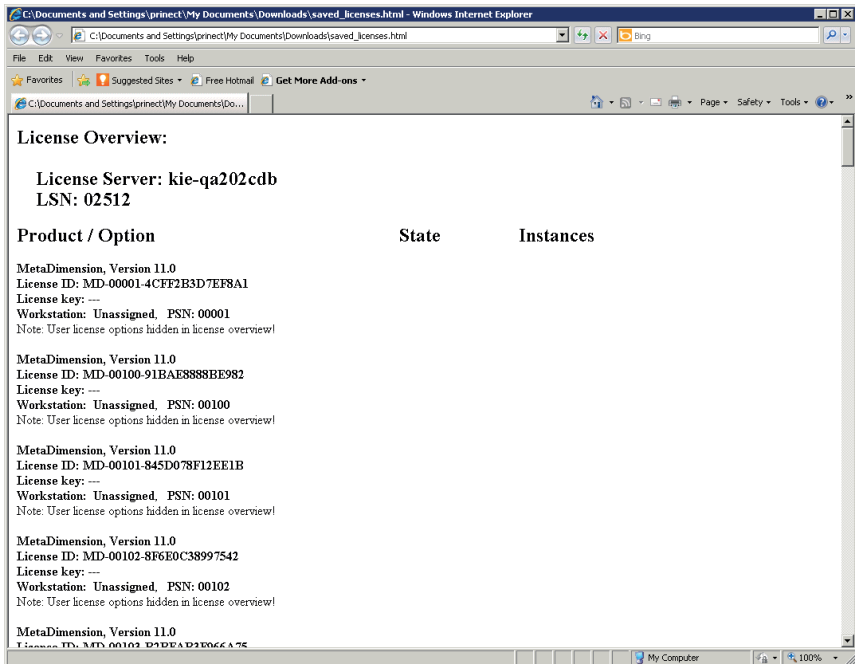 C:\Documents and Settings\prinect\My Documents\Downloads\saved_licenses.html - Windows Internet Explorer
C:\Documents and Settings\prinect\My Documents\Downloads\saved_licenses.html
Bing
File Edit View Favorites Tools Help
Favorites Suggested Sites Free Hotmail Get More Add-ons
C:\Documents and Settings\prinect\My Documents\Do...
Page Safety Tools
License Overview:
License Server: kie-qa202cdb
LSN: 02512
Product / Option State Instances
MetaDimension, Version 11.0
License ID: MD-00001-4CFF2B3D7EF8A1
License key: ---
Workstation: Unassigned, PSN: 00001
Note: User license options hidden in license overview!
MetaDimension, Version 11.0
License ID: MD-00100-91BAE8888BE982
License key: ---
Workstation: Unassigned, PSN: 00100
Note: User license options hidden in license overview!
MetaDimension, Version 11.0
License ID: MD-00101-845D078F12EE1B
License key: ---
Workstation: Unassigned, PSN: 00101
Note: User license options hidden in license overview!
MetaDimension, Version 11.0
License ID: MD-00102-8F6E0C38997542
License key: ---
Workstation: Unassigned, PSN: 00102
Note: User license options hidden in license overview!
MetaDimension, Version 11.0
License ID:
My Computer 100%